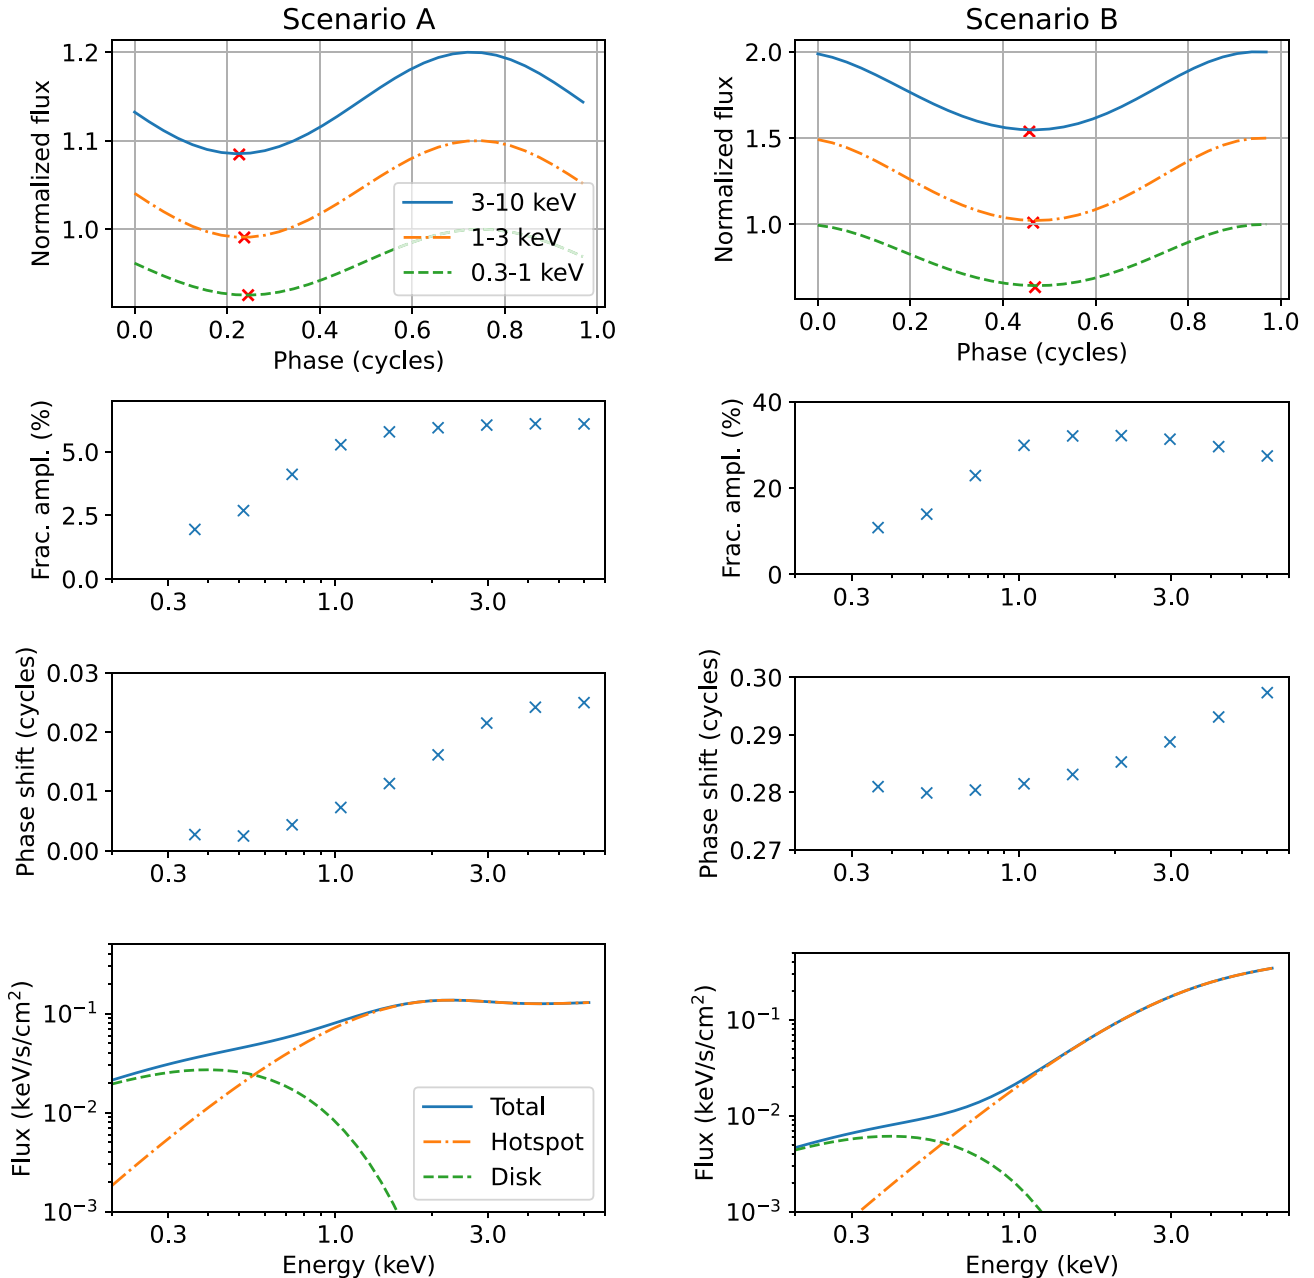 Scenario A
Normalized flux
1.2
1.1
1.0
3-10 keV
1-3 keV
0.3-1 keV
0.0 0.2 0.4 0.6 0.8 1.0
Phase (cycles)
Scenario B
Normalized flux
2.0
1.5
1.0
0.0 0.2 0.4 0.6 0.8 1.0
Phase (cycles)
Frac. ampl. (%)
5.0
2.5
0.0
0.3 1.0 3.0
Frac. ampl. (%)
40
20
0
0.3 1.0 3.0
Phase shift (cycles)
0.03
0.02
0.01
0.00
0.3 1.0 3.0
Phase shift (cycles)
0.30
0.29
0.28
0.27
0.3 1.0 3.0
Flux (keV/s/cm²)
10⁻¹
10⁻²
10⁻³
Total
Hotspot
Disk
0.3 1.0 3.0
Energy (keV)
Flux (keV/s/cm²)
10⁻¹
10⁻²
10⁻³
0.3 1.0 3.0
Energy (keV)